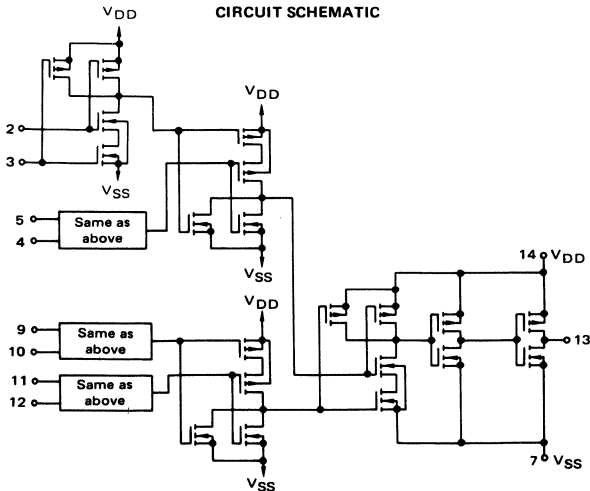 CIRCUIT SCHEMATIC
VDD
2
3
VSS
VDD
5
4
Same as
above
VSS
14 VDD
VDD
9
10
Same as
above
13
11
12
Same as
above
7 VSS
VSS